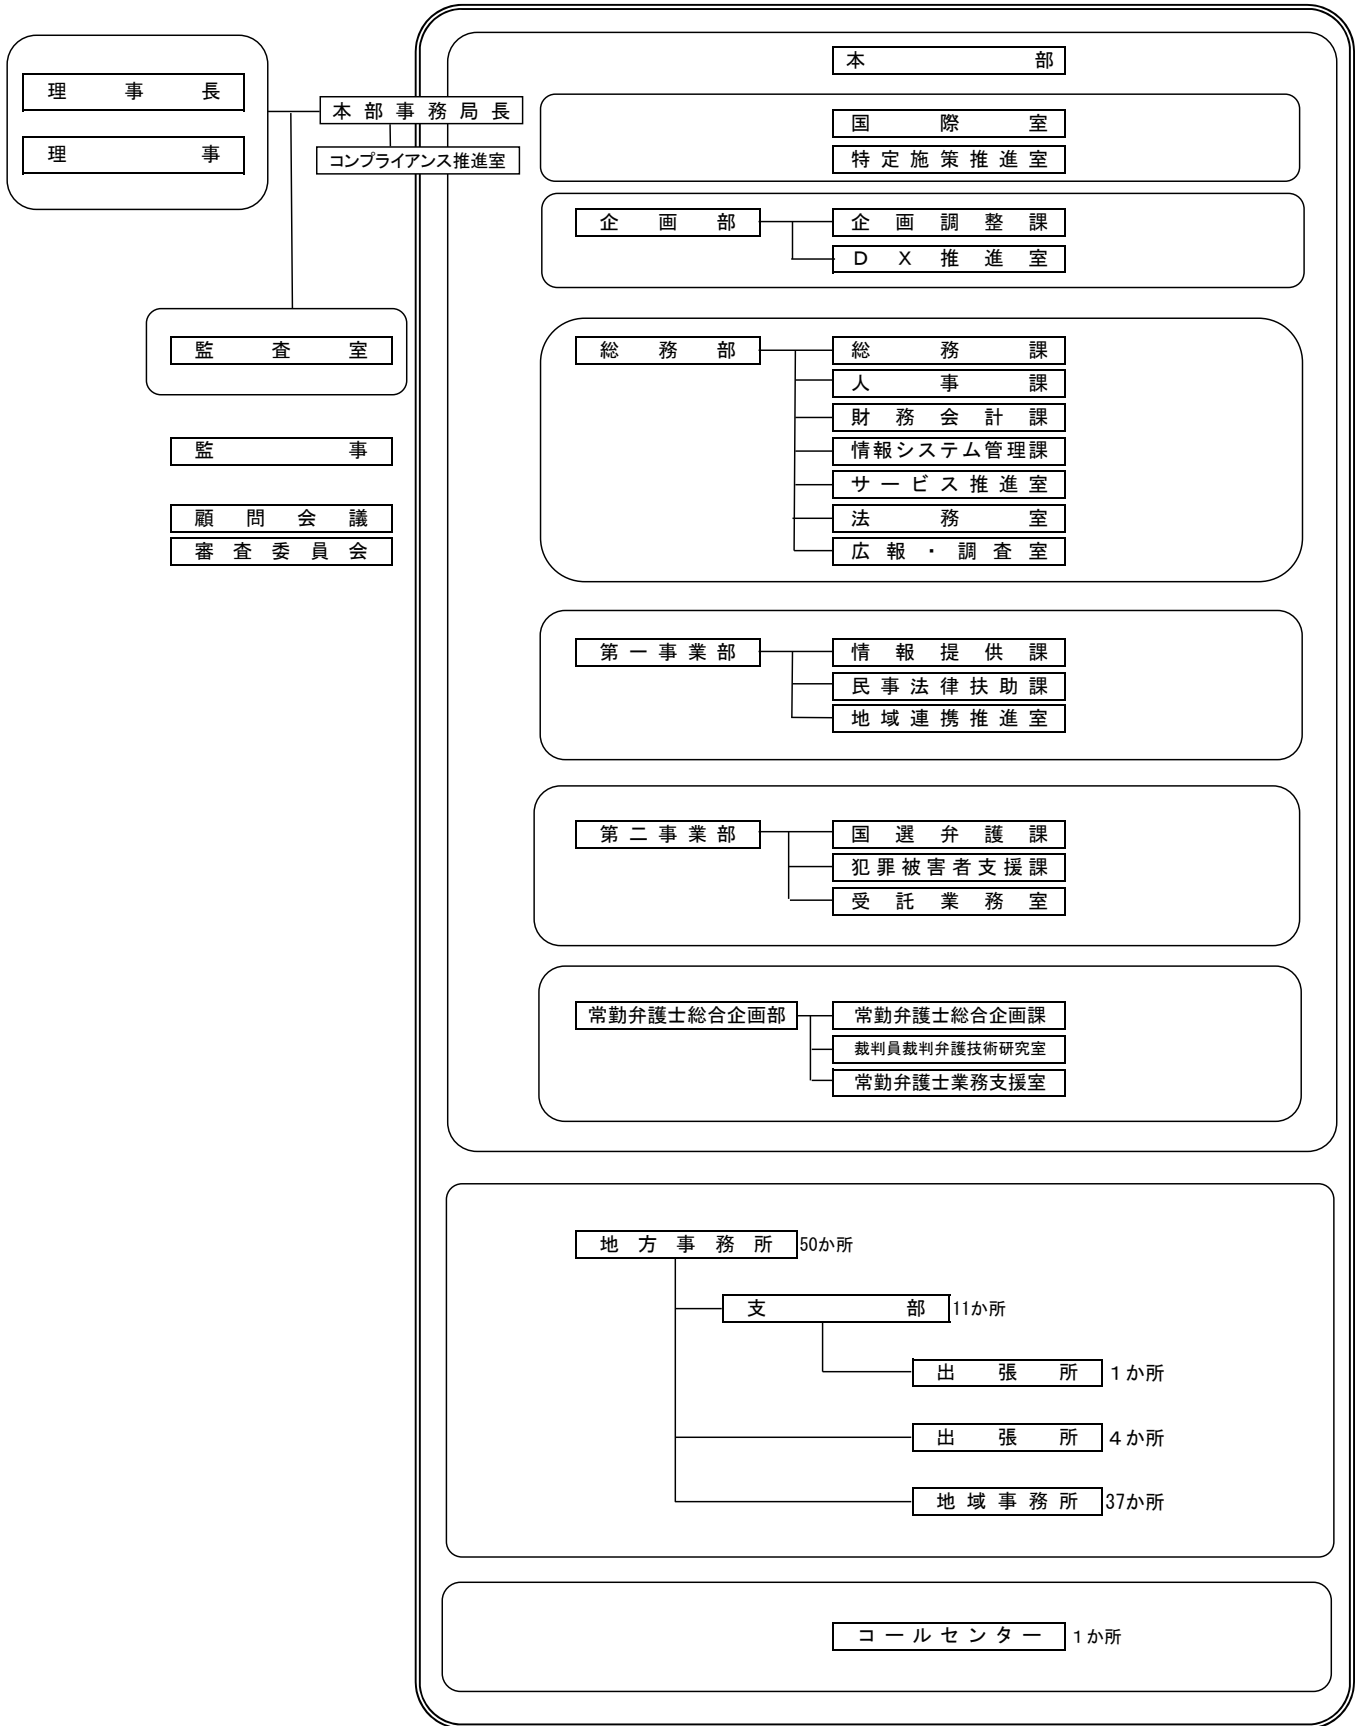 本部
理事長
本部事務局長
国際室
理事
コンプライアンス推進室
特定施策推進室
企画部
企画調整課
ＤＸ推進室
監査室
総務部
総務課
人事課
財務会計課
監事
情報システム管理課
サービス推進室
顧問会議
法務室
審査委員会
広報・調査室
第一事業部
情報提供課
民事法律扶助課
地域連携推進室
第二事業部
国選弁護課
犯罪被害者支援課
受託業務室
常勤弁護士総合企画部
常勤弁護士総合企画課
裁判員裁判弁護技術研究室
常勤弁護士業務支援室
地方事務所 50か所
支部 11か所
出張所 １か所
出張所 ４か所
地域事務所 37か所
コールセンター １か所